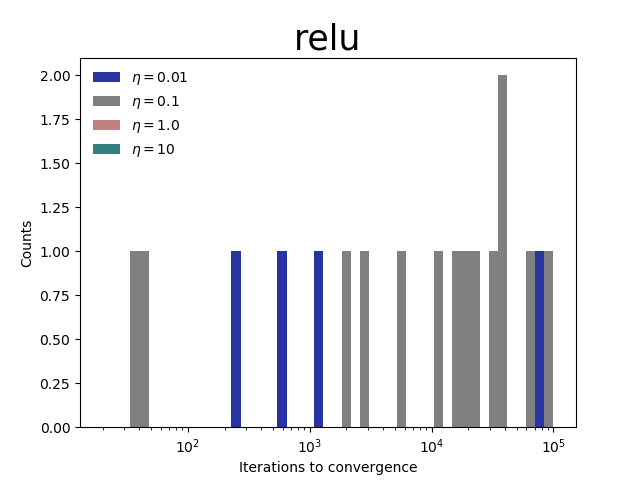 relu
2.00
1.75
1.50
1.25
1.00
0.75
0.50
0.25
0.00
Counts
η = 0.01
η = 0.1
η = 1.0
η = 10
10² 10³ 10⁴ 10⁵
Iterations to convergence